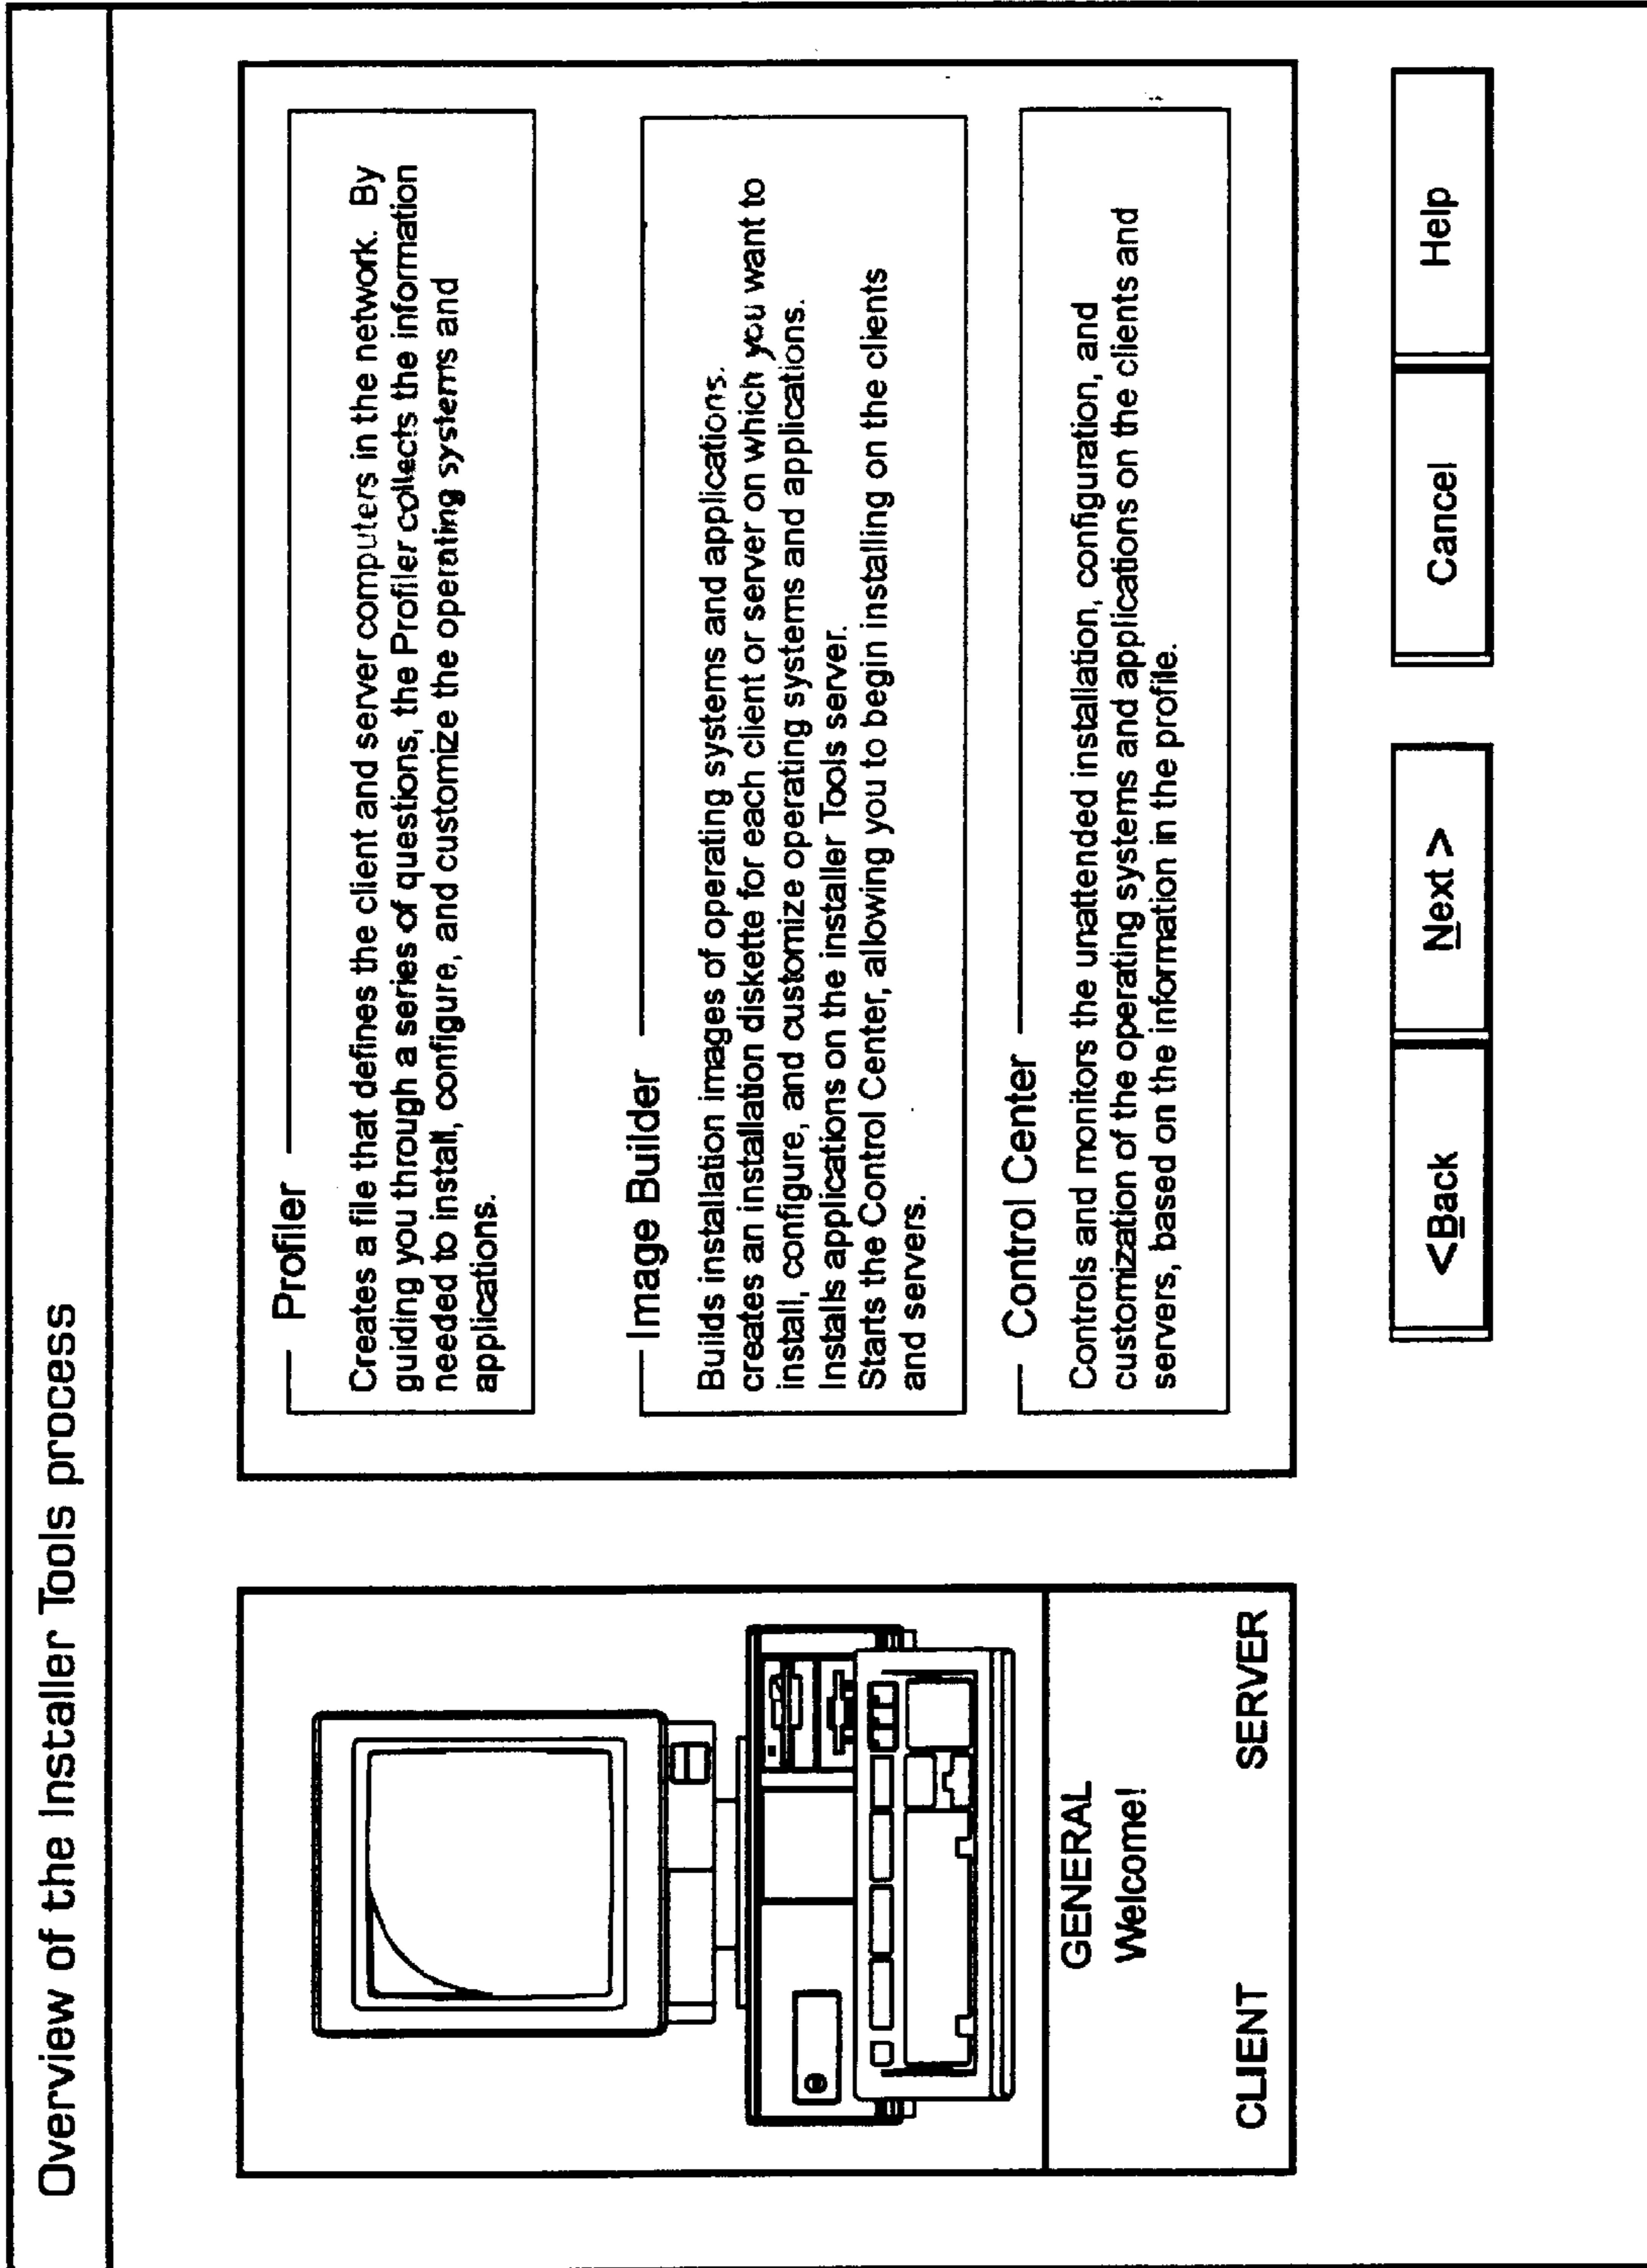 Overview of the Installer Tools process
GENERAL
Welcome!
CLIENT SERVER
Profiler
Creates a file that defines the client and server computers in the network. By
guiding you through a series of questions, the Profiler collects the information
needed to install, configure, and customize the operating systems and
applications.
Image Builder
Builds installation images of operating systems and applications.
creates an installation diskette for each client or server on which you want to
install, configure, and customize operating systems and applications.
Installs applications on the installer Tools server.
Starts the Control Center, allowing you to begin installing on the clients
and servers.
Control Center
Controls and monitors the unattended installation, configuration, and
customization of the operating systems and applications on the clients and
servers, based on the information in the profile.
<Back Next > Cancel Help